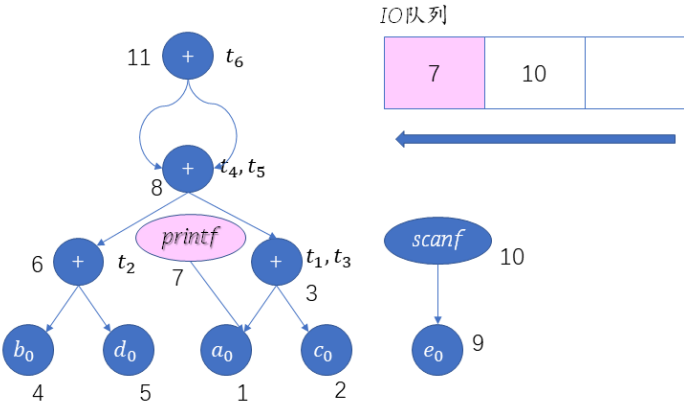 IO队列
7 10
11 + t₆
+ t₄, t₅
8
printf
scanf
6 + t₂
7
+ t₁, t₃
10
3
b₀ d₀ a₀ c₀ e₀ 9
4 5 1 2